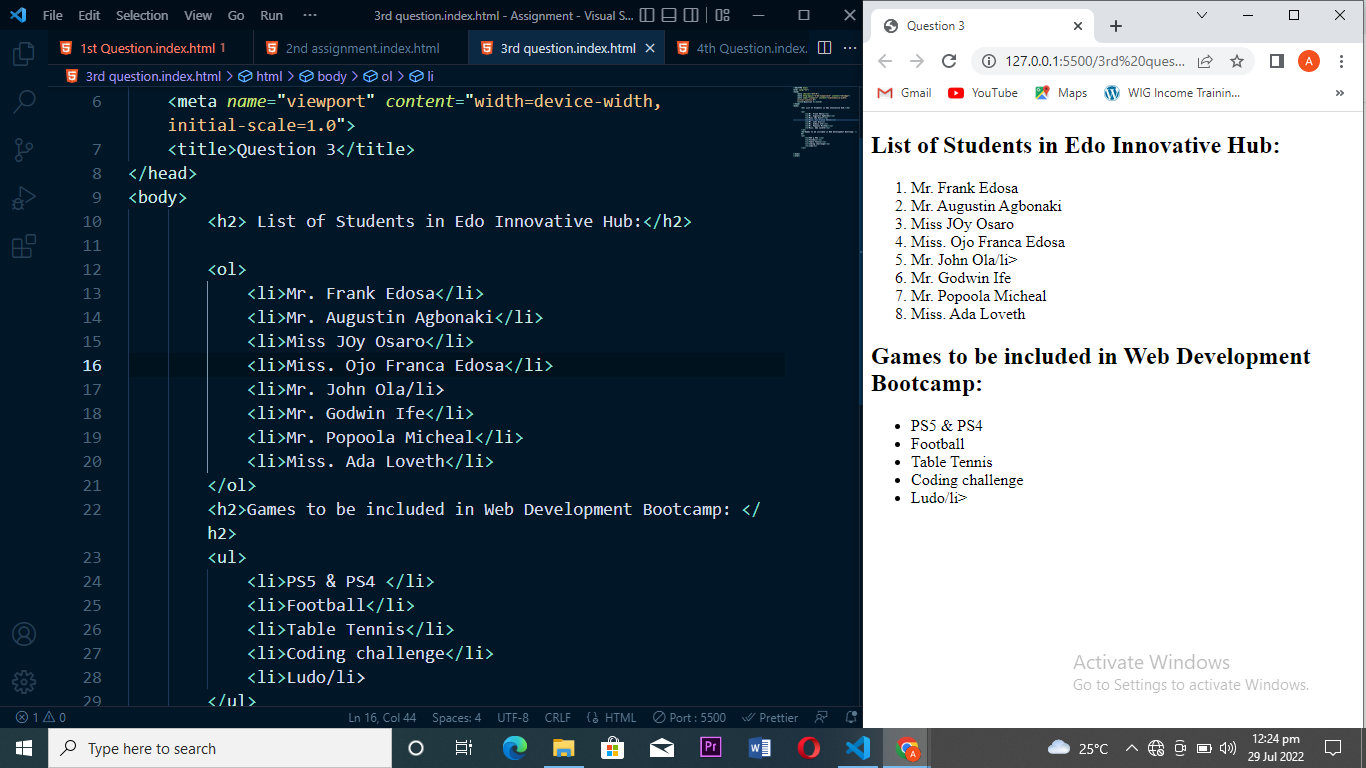 File Edit Selection View Go Run ··· 3rd question.index.html - Assignment - Visual S...
1st Question.index.html 1 2nd assignment.index.html 3rd question.index.html 4th Question.index. ···
3rd question.index.html > html > body > ol > li
6 <meta name="viewport" content="width=device-width,
initial-scale=1.0">
7 <title>Question 3</title>
8 </head>
9 <body>
10 <h2> List of Students in Edo Innovative Hub:</h2>
11
12 <ol>
13 <li>Mr. Frank Edosa</li>
14 <li>Mr. Augustin Agbonaki</li>
15 <li>Miss JOy Osaro</li>
16 <li>Miss. Ojo Franca Edosa</li>
17 <li>Mr. John Ola/li>
18 <li>Mr. Godwin Ife</li>
19 <li>Mr. Popoola Micheal</li>
20 <li>Miss. Ada Loveth</li>
21 </ol>
22 <h2>Games to be included in Web Development Bootcamp: </
h2>
23 <ul>
24 <li>PS5 & PS4 </li>
25 <li>Football</li>
26 <li>Table Tennis</li>
27 <li>Coding challenge</li>
28 <li>Ludo/li>
29 </ul>
1 0 Ln 16, Col 44 Spaces: 4 UTF-8 CRLF {} HTML Port : 5500 Prettier
Question 3
127.0.0.1:5500/3rd%20ques... A
Gmail YouTube Maps WIG Income Trainin... »
List of Students in Edo Innovative Hub:
1. Mr. Frank Edosa
2. Mr. Augustin Agbonaki
3. Miss JOy Osaro
4. Miss. Ojo Franca Edosa
5. Mr. John Ola/li>
6. Mr. Godwin Ife
7. Mr. Popoola Micheal
8. Miss. Ada Loveth
Games to be included in Web Development
Bootcamp:
• PS5 & PS4
• Football
• Table Tennis
• Coding challenge
• Ludo/li>
Activate Windows
Go to Settings to activate Windows.
Type here to search Pr W A 25°C 12:24 pm
29 Jul 2022